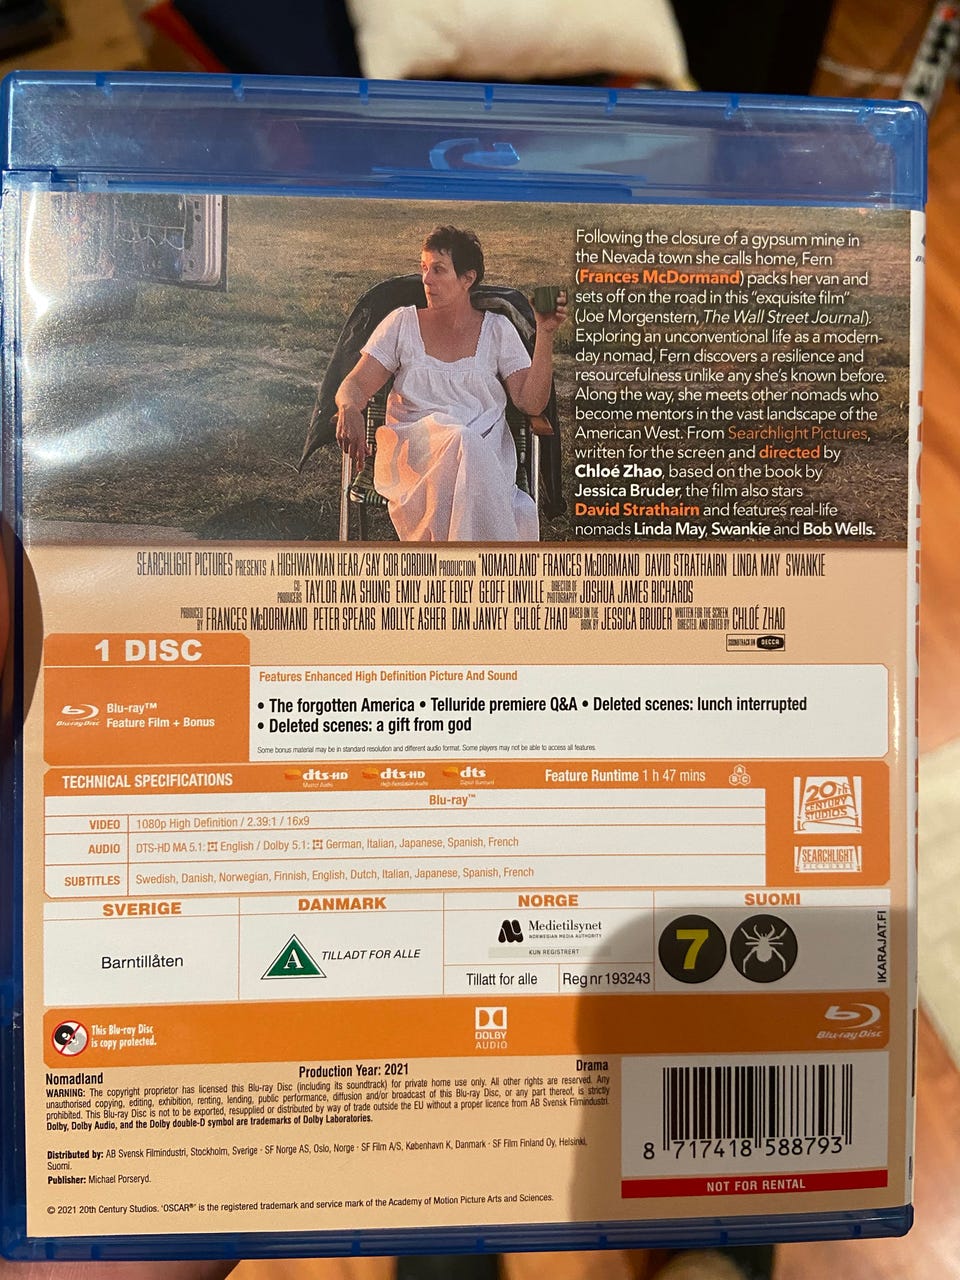 Following the closure of a gypsum mine in
the Nevada town she calls home, Fern
(Frances McDormand) packs her van and
sets off on the road in this "exquisite film"
(Joe Morgenstern, The Wall Street Journal).
Exploring an unconventional life as a modern-
day nomad, Fern discovers a resilience and
resourcefulness unlike any she's known before.
Along the way, she meets other nomads who
become mentors in the vast landscape of the
American West. From Searchlight Pictures,
written for the screen and directed by
Chloé Zhao, based on the book by
Jessica Bruder, the film also stars
David Strathairn and features real-life
nomads Linda May, Swankie and Bob Wells.
SEARCHLIGHT PICTURES PRESENTS A HIGHWAYMAN HEAR/SAY COR CORDIUM PRODUCTION "NOMADLAND" FRANCES McDORMAND DAVID STRATHAIRN LINDA MAY SWANKIE
CO-PRODUCERS TAYLOR AVA SHUNG EMILY JADE FOLEY GEOFF LINVILLE DIRECTOR OF PHOTOGRAPHY JOSHUA JAMES RICHARDS
PRODUCED BY FRANCES McDORMAND PETER SPEARS MOLLYE ASHER DAN JANVEY CHLOÉ ZHAO BASED ON THE BOOK BY JESSICA BRUDER WRITTEN FOR THE SCREEN, DIRECTED, AND EDITED BY CHLOÉ ZHAO
SOUNDTRACK ON DECCA
1 DISC
Features Enhanced High Definition Picture And Sound
Blu-ray Disc Blu-ray™
Feature Film + Bonus
• The forgotten America • Telluride premiere Q&A • Deleted scenes: lunch interrupted
• Deleted scenes: a gift from god
Some bonus material may be in standard resolution and different audio format. Some players may not be able to access all features.
TECHNICAL SPECIFICATIONS dts-HD Master Audio dts-HD High Resolution Audio dts Digital Surround Feature Runtime 1 h 47 mins A B C
Blu-ray™
VIDEO 1080p High Definition / 2.39:1 / 16x9
AUDIO DTS-HD MA 5.1: English / Dolby 5.1: German, Italian, Japanese, Spanish, French
SUBTITLES Swedish, Danish, Norwegian, Finnish, English, Dutch, Italian, Japanese, Spanish, French
20th CENTURY STUDIOS
SEARCHLIGHT PICTURES
SVERIGE
Barntillåten
DANMARK
A TILLADT FOR ALLE
NORGE
Medietilsynet
NORWEGIAN MEDIA AUTHORITY
KUN REGISTRERT
Tillatt for alle Reg nr 193243
SUOMI
7
IKARAJAT.FI
This Blu-ray Disc
is copy protected.
DOLBY
AUDIO
Blu-ray Disc
Nomadland Production Year: 2021 Drama
WARNING: The copyright proprietor has licensed this Blu-ray Disc (including its soundtrack) for private home use only. All other rights are reserved. Any
unauthorised copying, editing, exhibition, renting, lending, public performance, diffusion and/or broadcast of this Blu-ray Disc, or any part thereof, is strictly
prohibited. This Blu-ray Disc is not to be exported, resupplied or distributed by way of trade outside the EU without a proper licence from AB Svensk Filmindustri.
Dolby, Dolby Audio, and the Dolby double-D symbol are trademarks of Dolby Laboratories.
Distributed by: AB Svensk Filmindustri, Stockholm, Sverige · SF Norge AS, Oslo, Norge · SF Film A/S, København K, Danmark · SF Film Finland Oy, Helsinki,
Suomi.
Publisher: Michael Porseryd.
© 2021 20th Century Studios. 'OSCAR®' is the registered trademark and service mark of the Academy of Motion Picture Arts and Sciences.
8 717418 588793
NOT FOR RENTAL